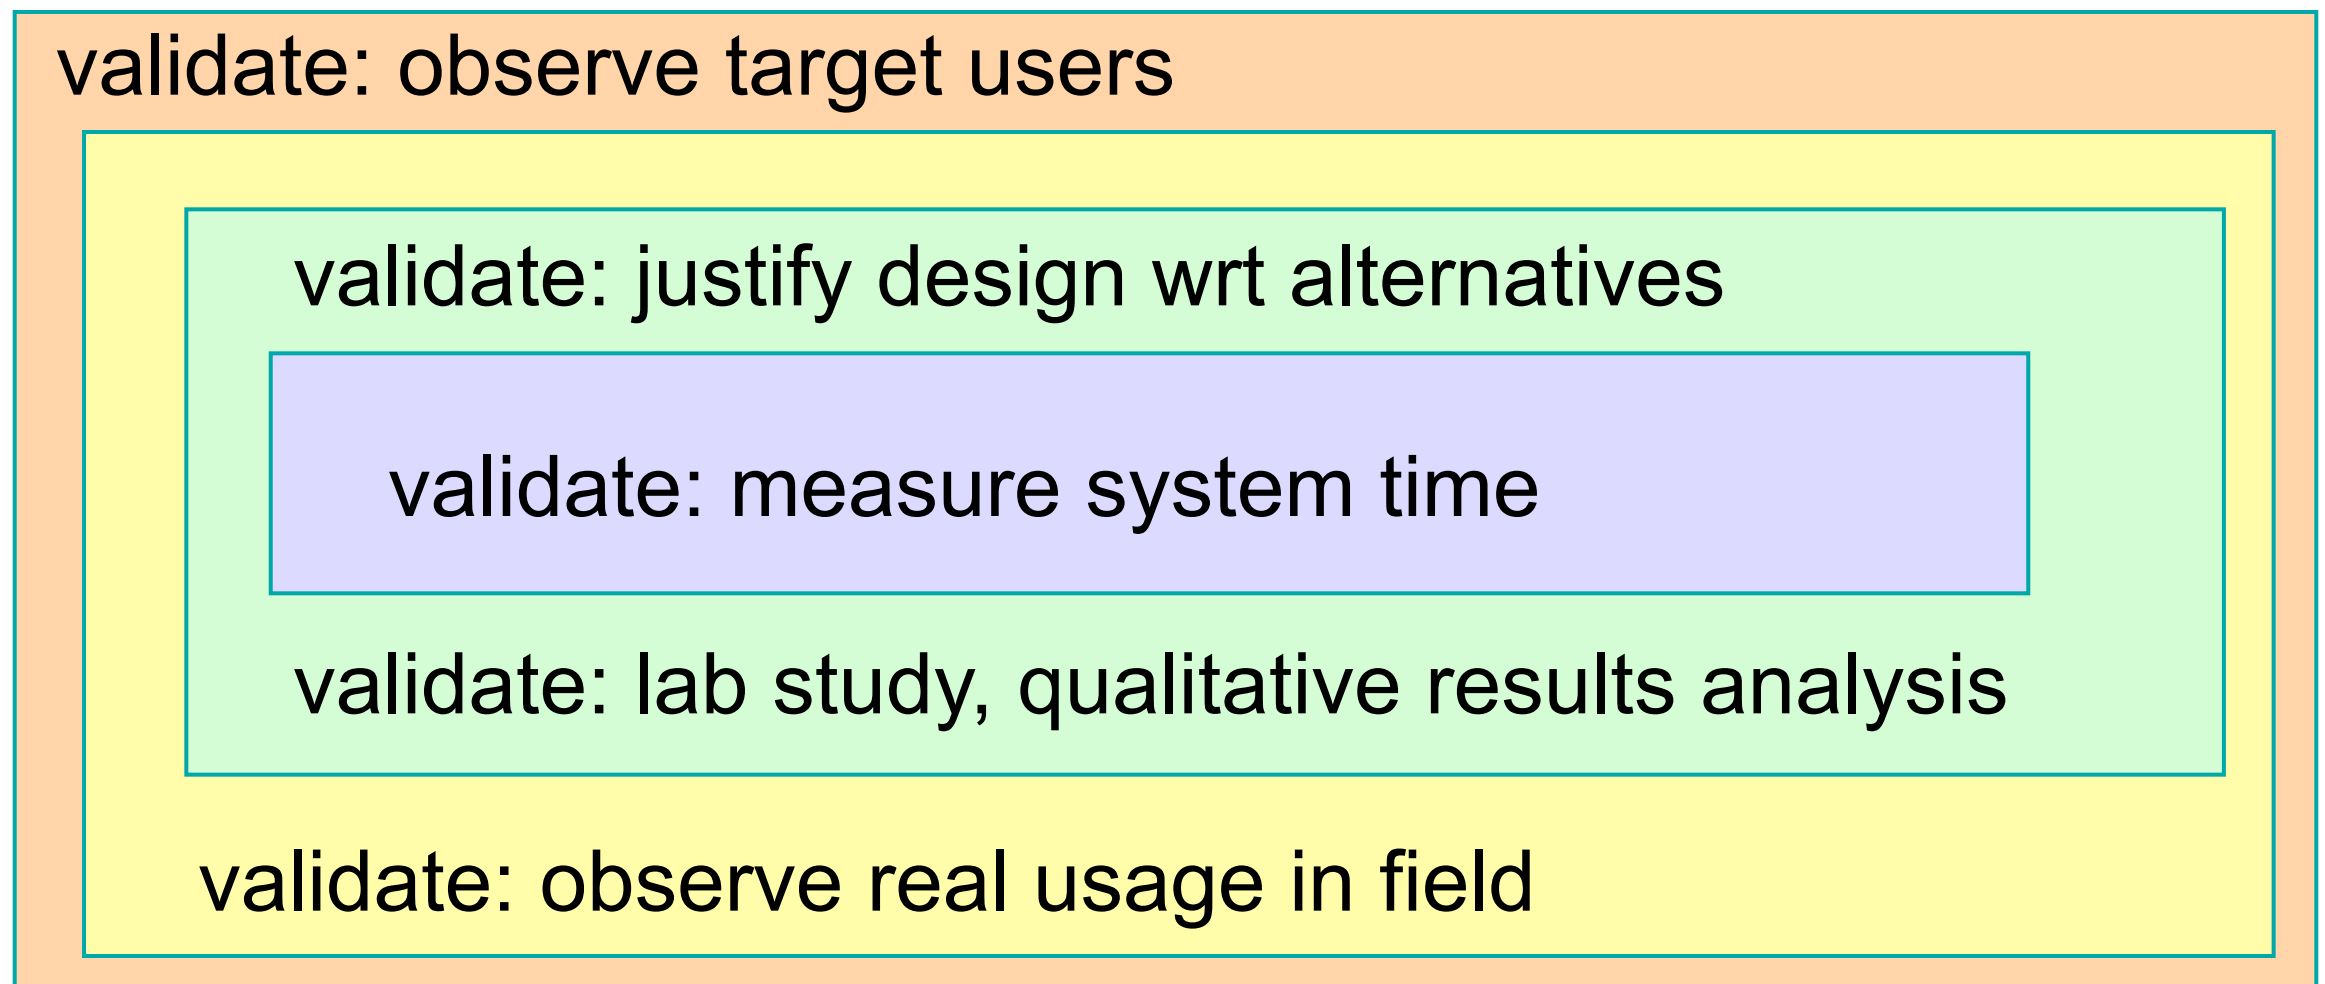 validate: observe target users
validate: justify design wrt alternatives
validate: measure system time
validate: lab study, qualitative results analysis
validate: observe real usage in field